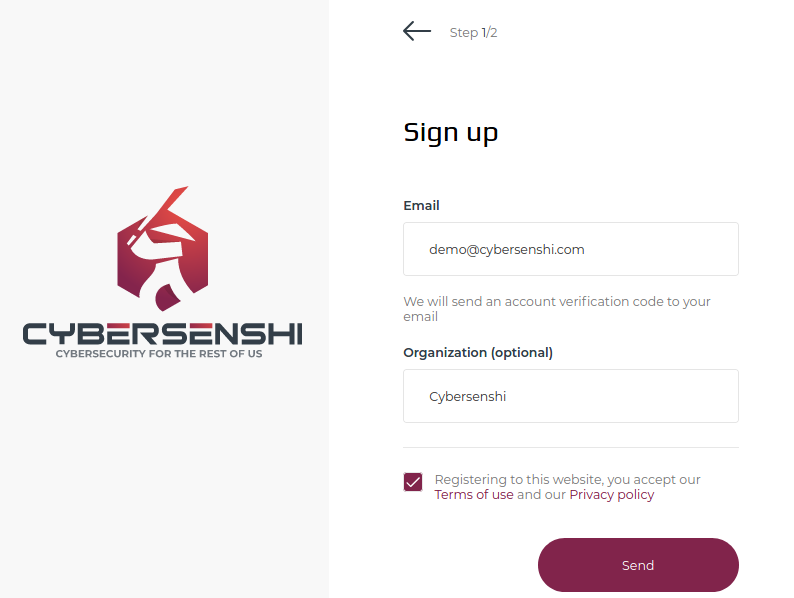 Step 1/2
Sign up
Email
demo@cybersenshi.com
We will send an account verification code to your
email
Organization (optional)
Cybersenshi
Registering to this website, you accept our
Terms of use and our Privacy policy
Send
CYBERSENSHI
CYBERSECURITY FOR THE REST OF US